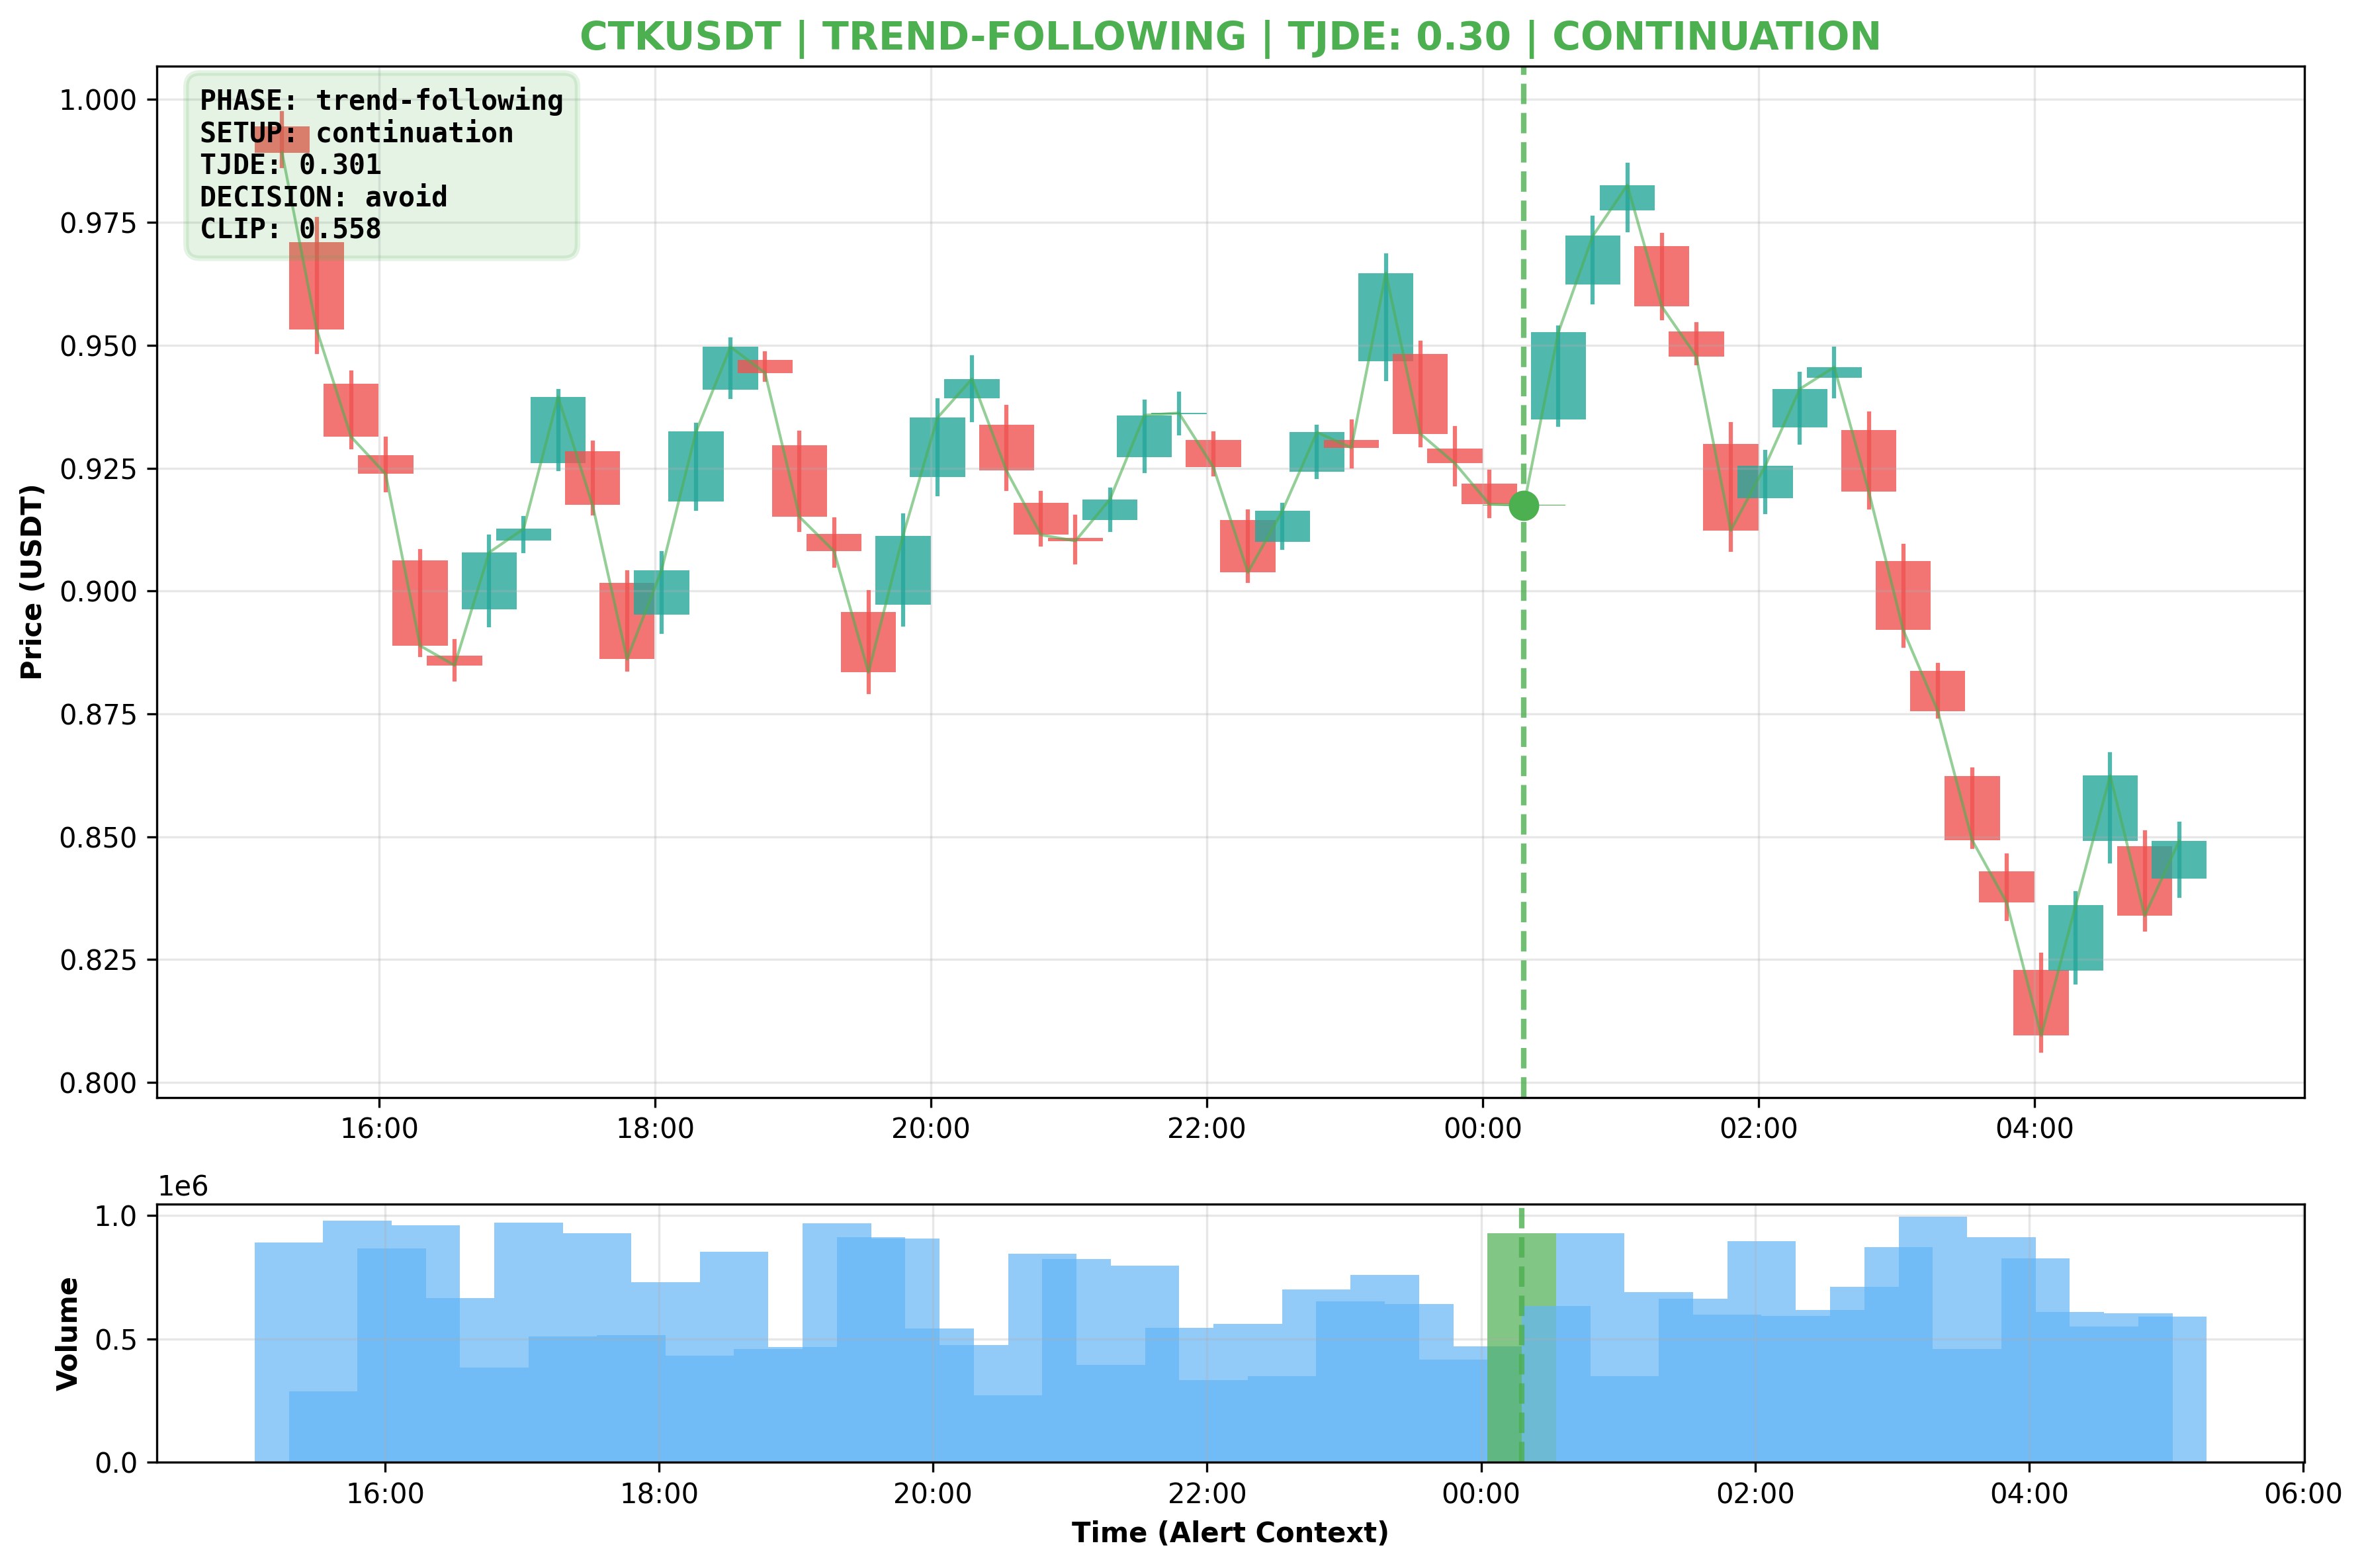 CTKUSDT | TREND-FOLLOWING | TJDE: 0.30 | CONTINUATION
PHASE: trend-following
SETUP: continuation
TJDE: 0.301
DECISION: avoid
CLIP: 0.558
Price (USDT)
1.000
0.975
0.950
0.925
0.900
0.875
0.850
0.825
0.800
16:00 18:00 20:00 22:00 00:00 02:00 04:00
1e6
Volume
1.0
0.5
0.0
16:00 18:00 20:00 22:00 00:00 02:00 04:00 06:00
Time (Alert Context)